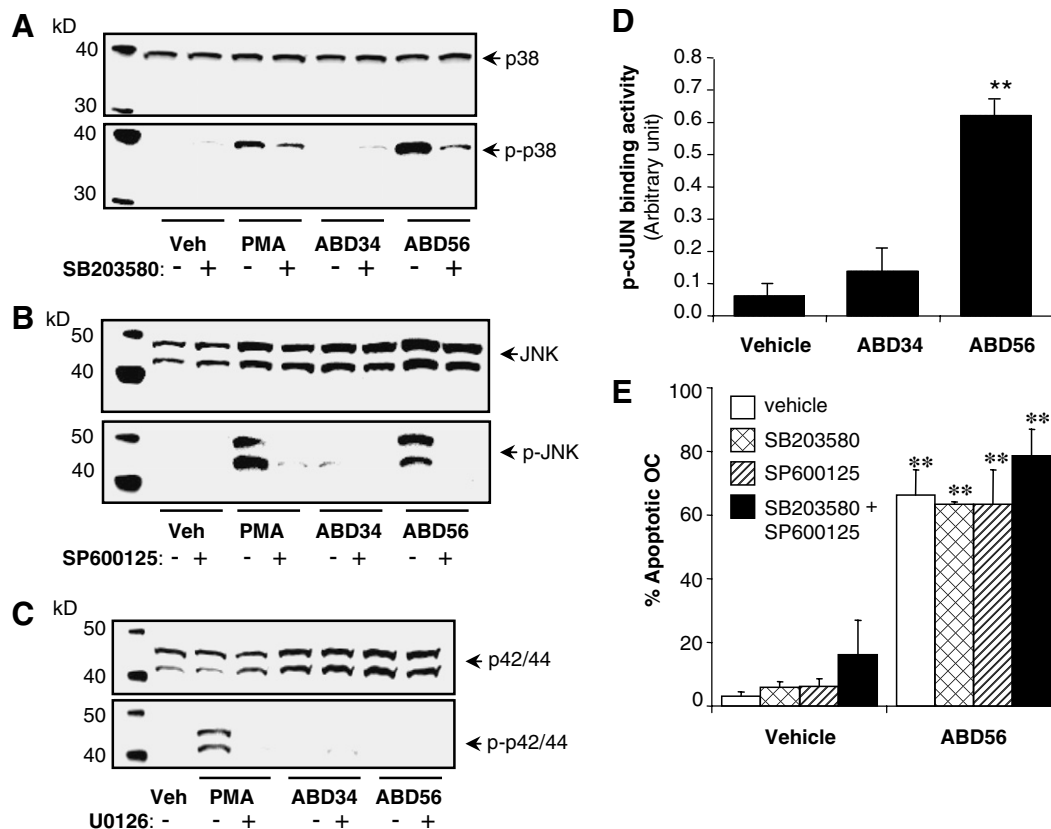 A
kD
40
30
p38
40
30
p-p38
Veh PMA ABD34 ABD56
SB203580: - + - + - + - +
B
kD
50
40
JNK
50
40
p-JNK
Veh PMA ABD34 ABD56
SP600125: - + - + - + - +
C
kD
50
40
p42/44
50
40
p-p42/44
Veh PMA ABD34 ABD56
U0126: - - + - + - +
D
p-cJUN binding activity
(Arbitrary unit)
0.8
0.7
0.6
0.5
0.4
0.3
0.2
0.1
0.0
**
Vehicle ABD34 ABD56
E
% Apoptotic OC
100
80
60
40
20
0
vehicle
SB203580
SP600125
SB203580 +
SP600125
** ** ** **
Vehicle ABD56